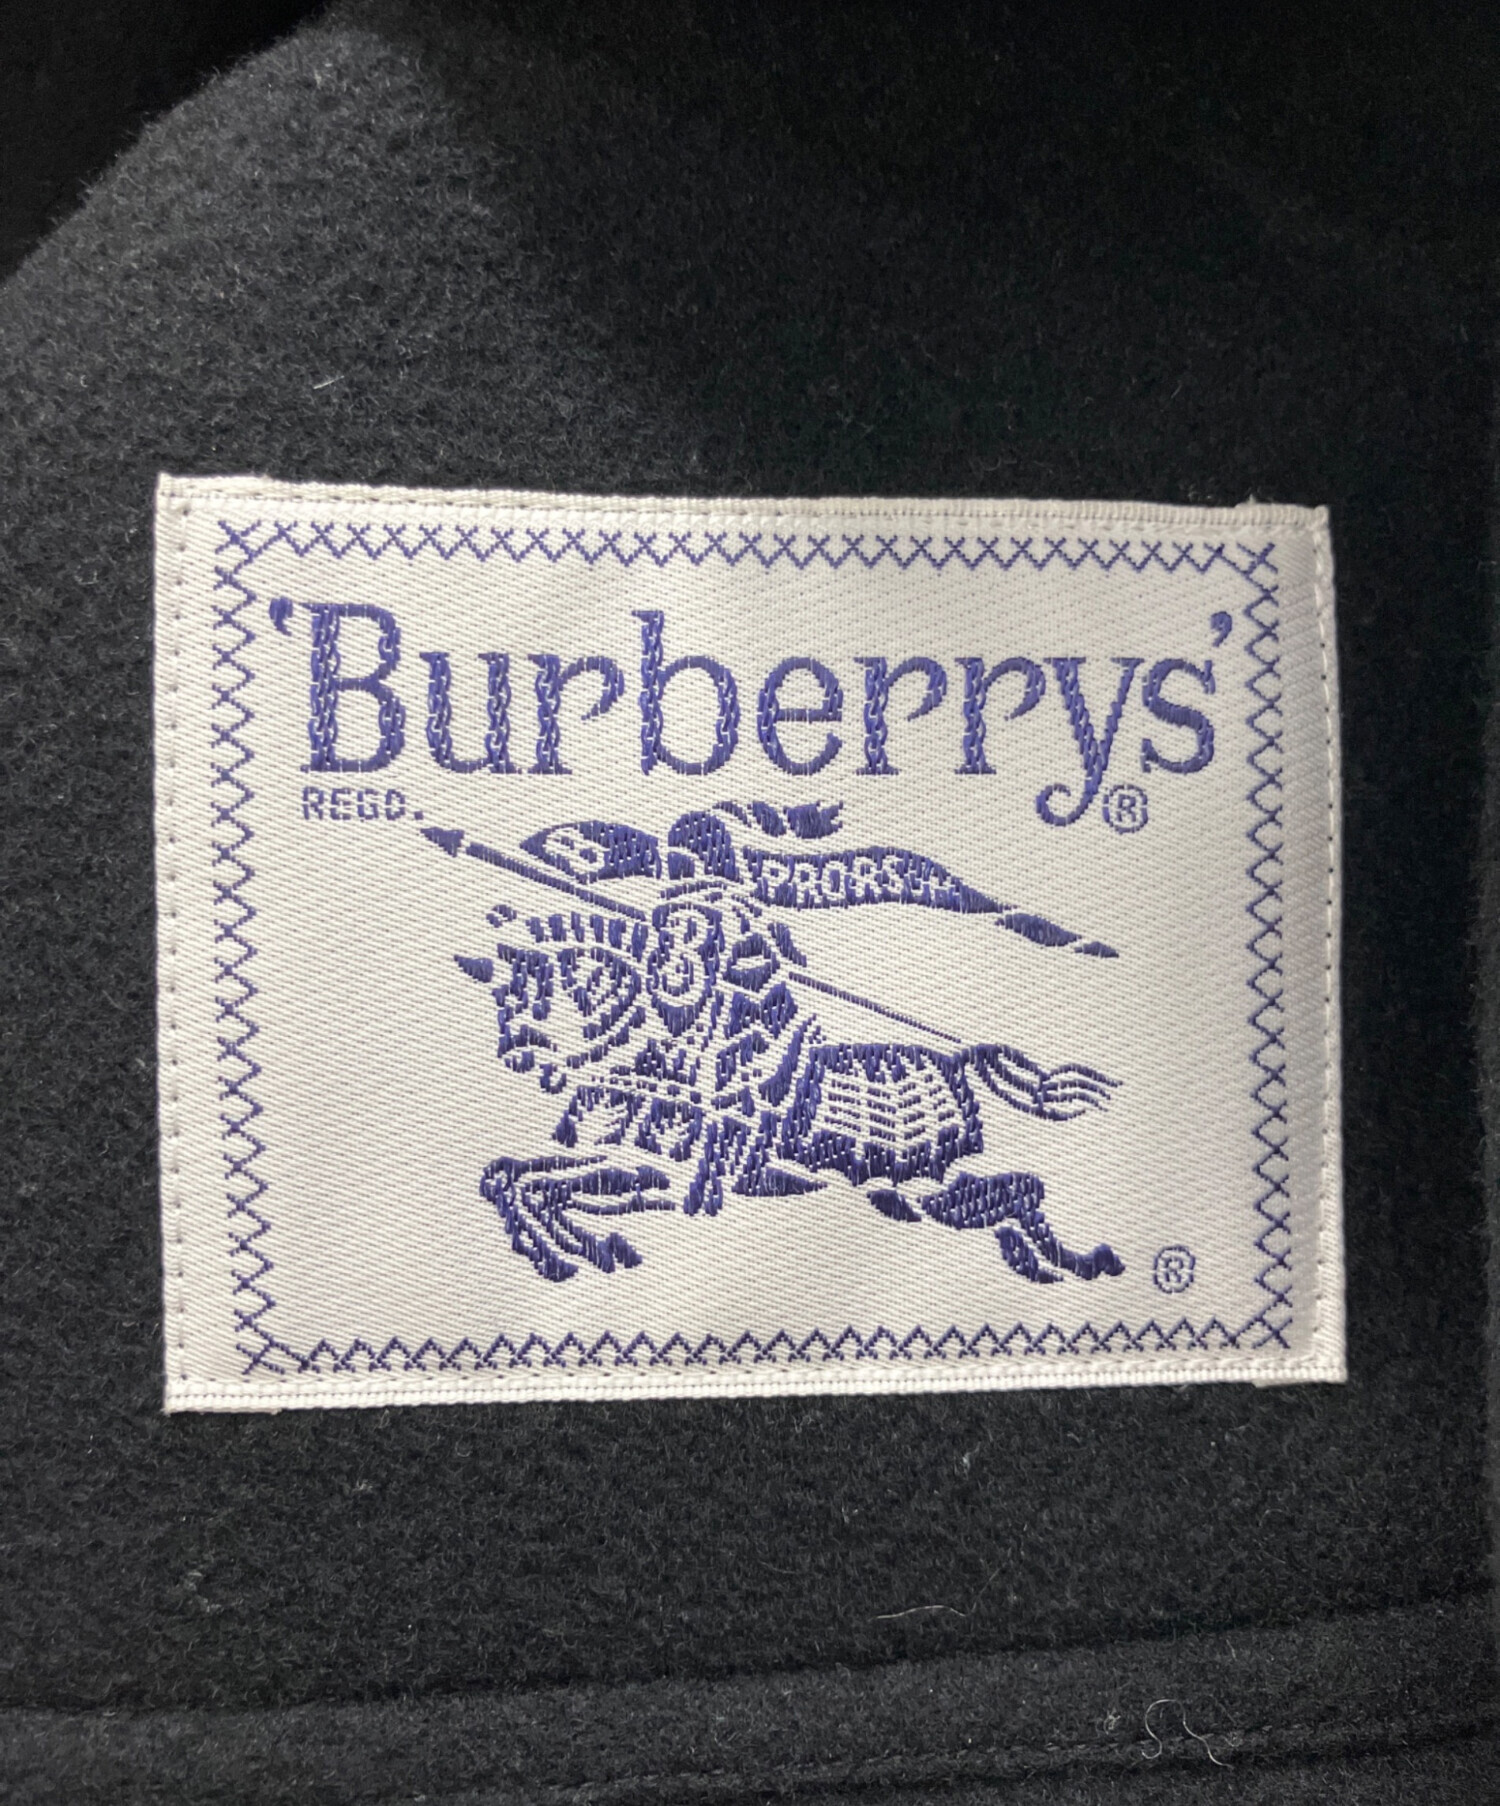 'Burberrys'®
REGD.
B PRORSUM
B
®